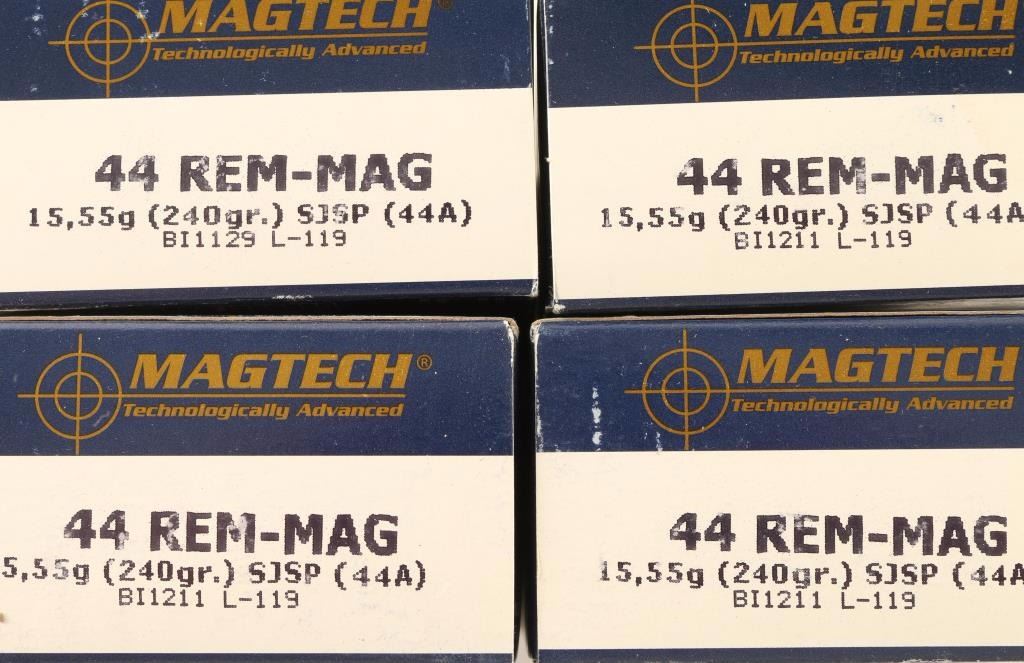 MAGTECH®
Technologically Advanced
44 REM-MAG
15,55g (240gr.) SJSP (44A)
BI1129 L-119
MAGTECH
Technologically Advanced
44 REM-MAG
15,55g (240gr.) SJSP (44A
BI1211 L-119
MAGTECH®
Technologically Advanced
44 REM-MAG
5,55g (240gr.) SJSP (44A)
BI1211 L-119
MAGTECH
Technologically Advanced
44 REM-MAG
15,55g (240gr.) SJSP (44A
BI1211 L-119